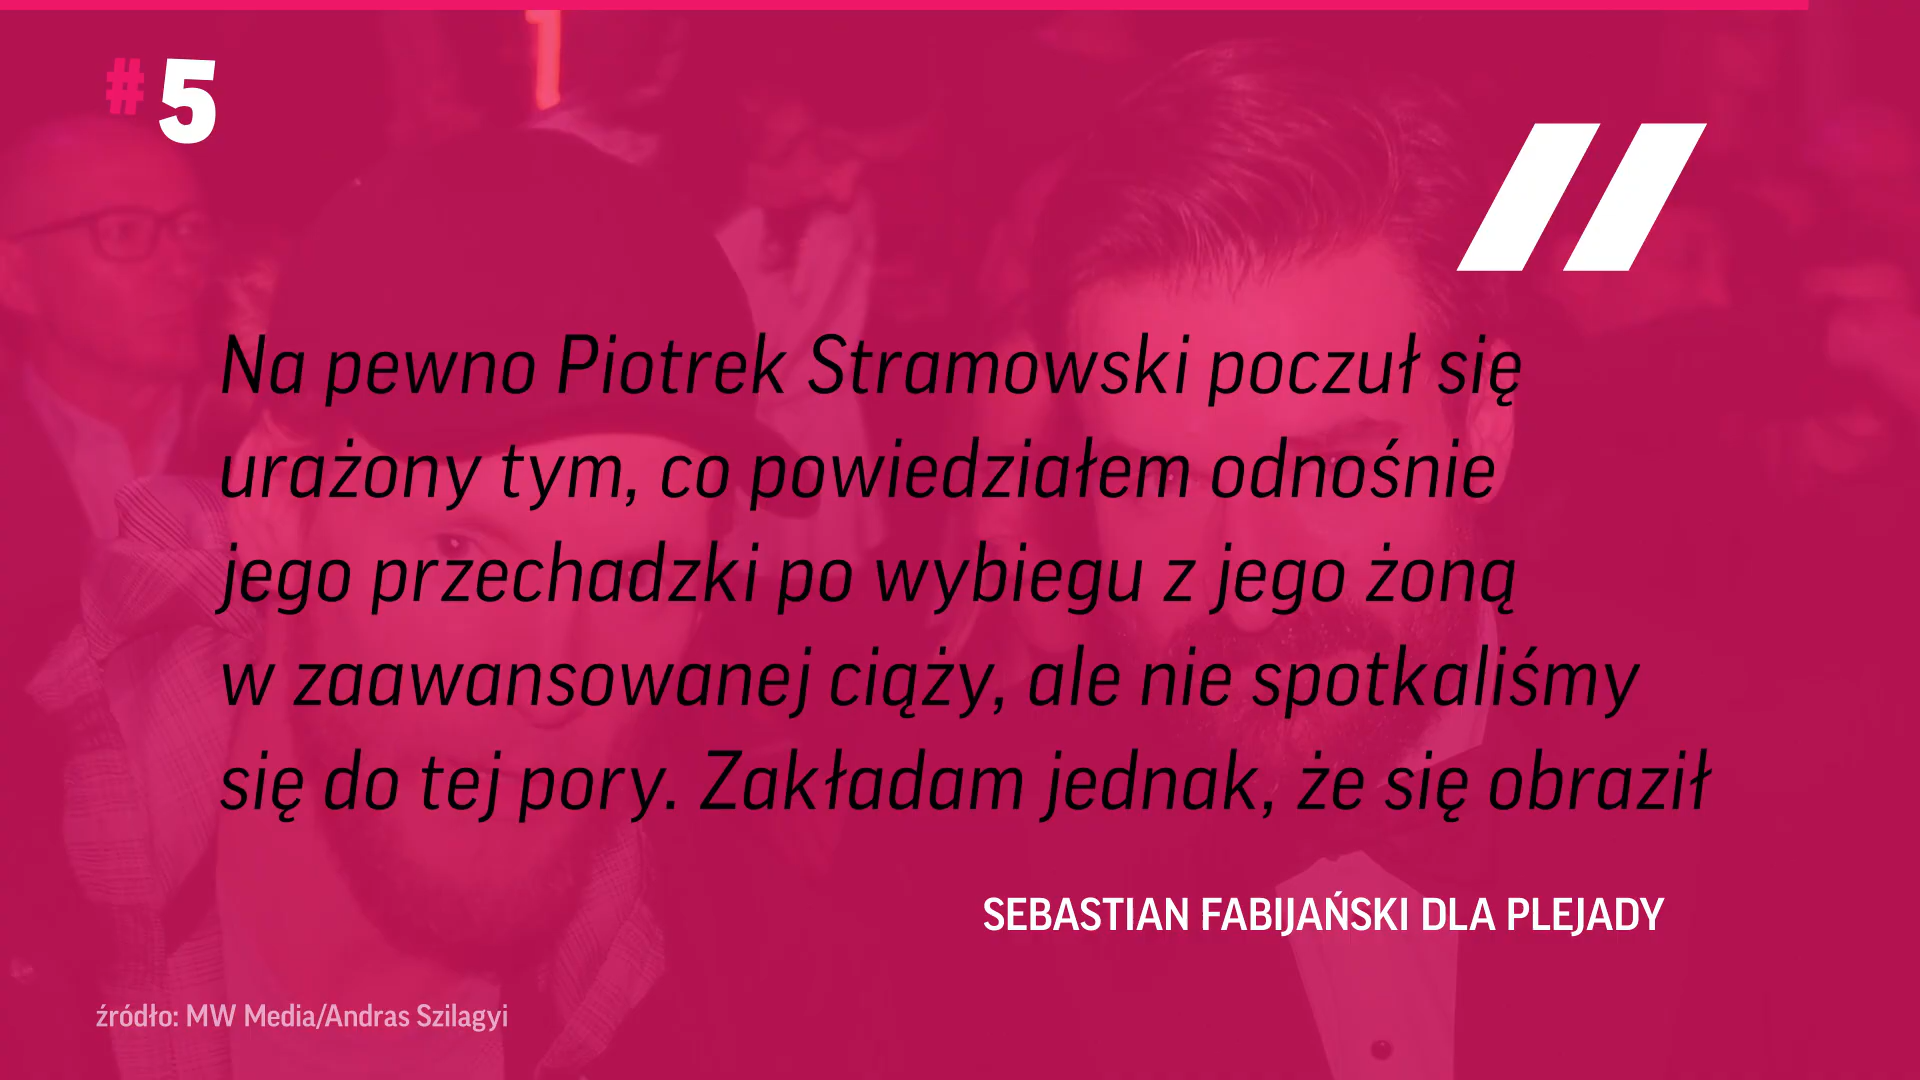 #5
"
Na pewno Piotrek Stramowski poczuł się
urażony tym, co powiedziałem odnośnie
jego przechadzki po wybiegu z jego żoną
w zaawansowanej ciąży, ale nie spotkaliśmy
się do tej pory. Zakładam jednak, że się obraził
SEBASTIAN FABIJAŃSKI DLA PLEJADY
źródło: MW Media/Andras Szilagyi